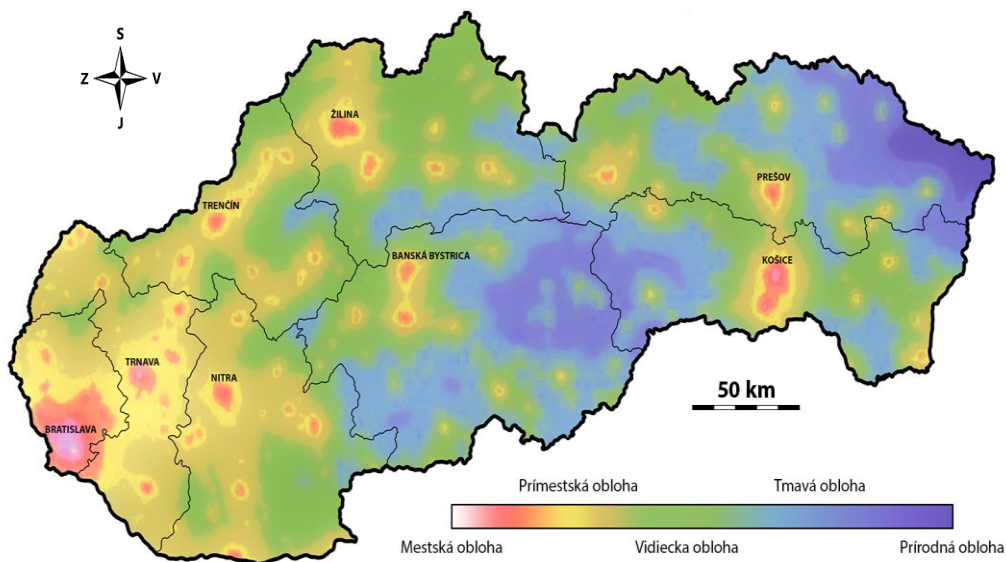 S
Z V
J
ŽILINA
PREŠOV
TRENČÍN
BANSKÁ BYSTRICA
KOŠICE
TRNAVA
NITRA
BRATISLAVA
50 km
Prímestská obloha
Tmavá obloha
Mestská obloha
Vidiecka obloha
Prírodná obloha